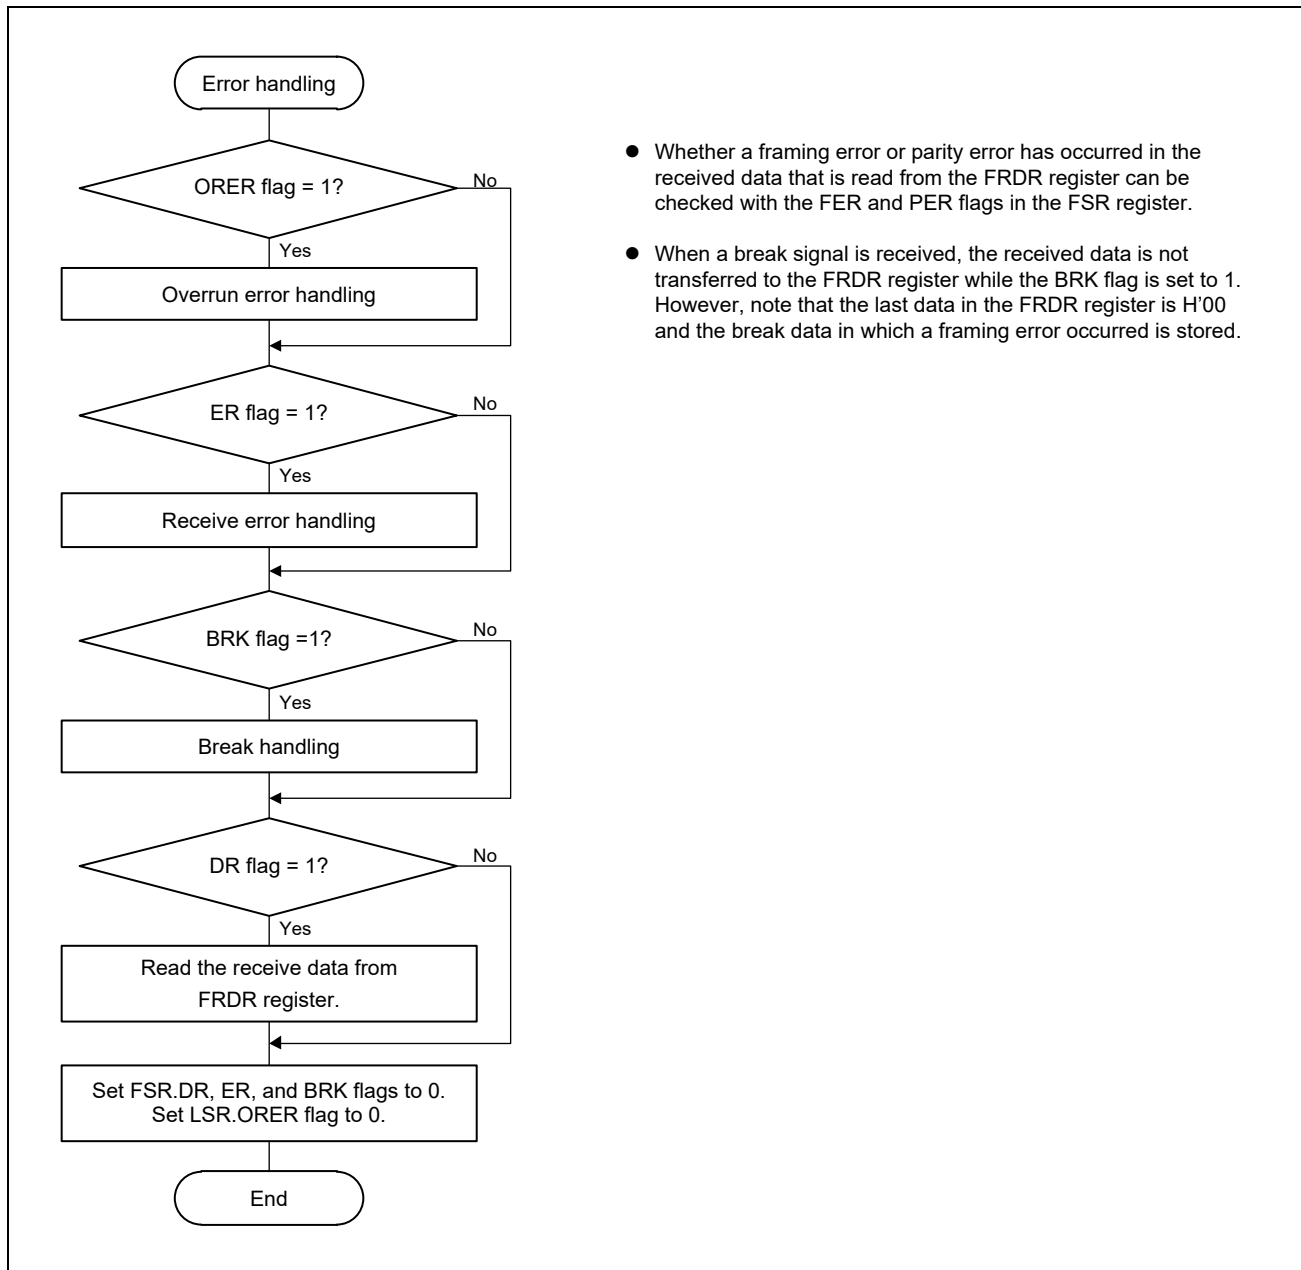 Error handling
ORER flag = 1?
No
Yes
Overrun error handling
ER flag = 1?
No
Yes
Receive error handling
BRK flag =1?
No
Yes
Break handling
DR flag = 1?
No
Yes
Read the receive data from
FRDR register.
Set FSR.DR, ER, and BRK flags to 0.
Set LSR.ORER flag to 0.
End
● Whether a framing error or parity error has occurred in the
received data that is read from the FRDR register can be
checked with the FER and PER flags in the FSR register.
● When a break signal is received, the received data is not
transferred to the FRDR register while the BRK flag is set to 1.
However, note that the last data in the FRDR register is H’00
and the break data in which a framing error occurred is stored.